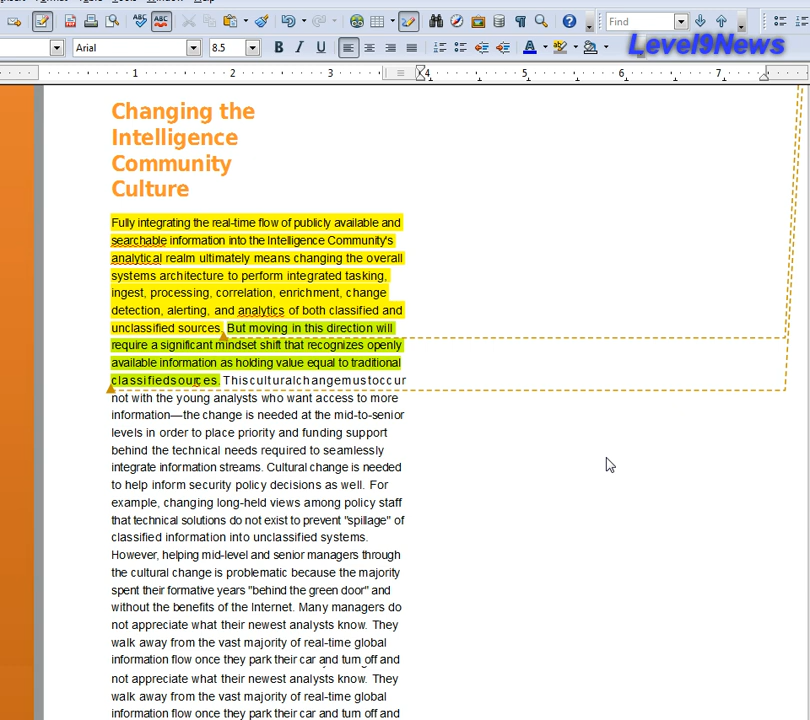 Find
Arial
8.5
B I U
Level9News
1 2 3 4 5 6 7
Changing the
Intelligence
Community
Culture
Fully integrating the real-time flow of publicly available and
searchable information into the Intelligence Community's
analytical realm ultimately means changing the overall
systems architecture to perform integrated tasking,
ingest, processing, correlation, enrichment, change
detection, alerting, and analytics of both classified and
unclassified sources. But moving in this direction will
require a significant mindset shift that recognizes openly
available information as holding value equal to traditional
classifiedsources. Thisculturalchangemustoccur
not with the young analysts who want access to more
information—the change is needed at the mid-to-senior
levels in order to place priority and funding support
behind the technical needs required to seamlessly
integrate information streams. Cultural change is needed
to help inform security policy decisions as well. For
example, changing long-held views among policy staff
that technical solutions do not exist to prevent "spillage" of
classified information into unclassified systems.
However, helping mid-level and senior managers through
the cultural change is problematic because the majority
spent their formative years "behind the green door" and
without the benefits of the Internet. Many managers do
not appreciate what their newest analysts know. They
walk away from the vast majority of real-time global
information flow once they park their car and turn off and
not appreciate what their newest analysts know. They
walk away from the vast majority of real-time global
information flow once they park their car and turn off and